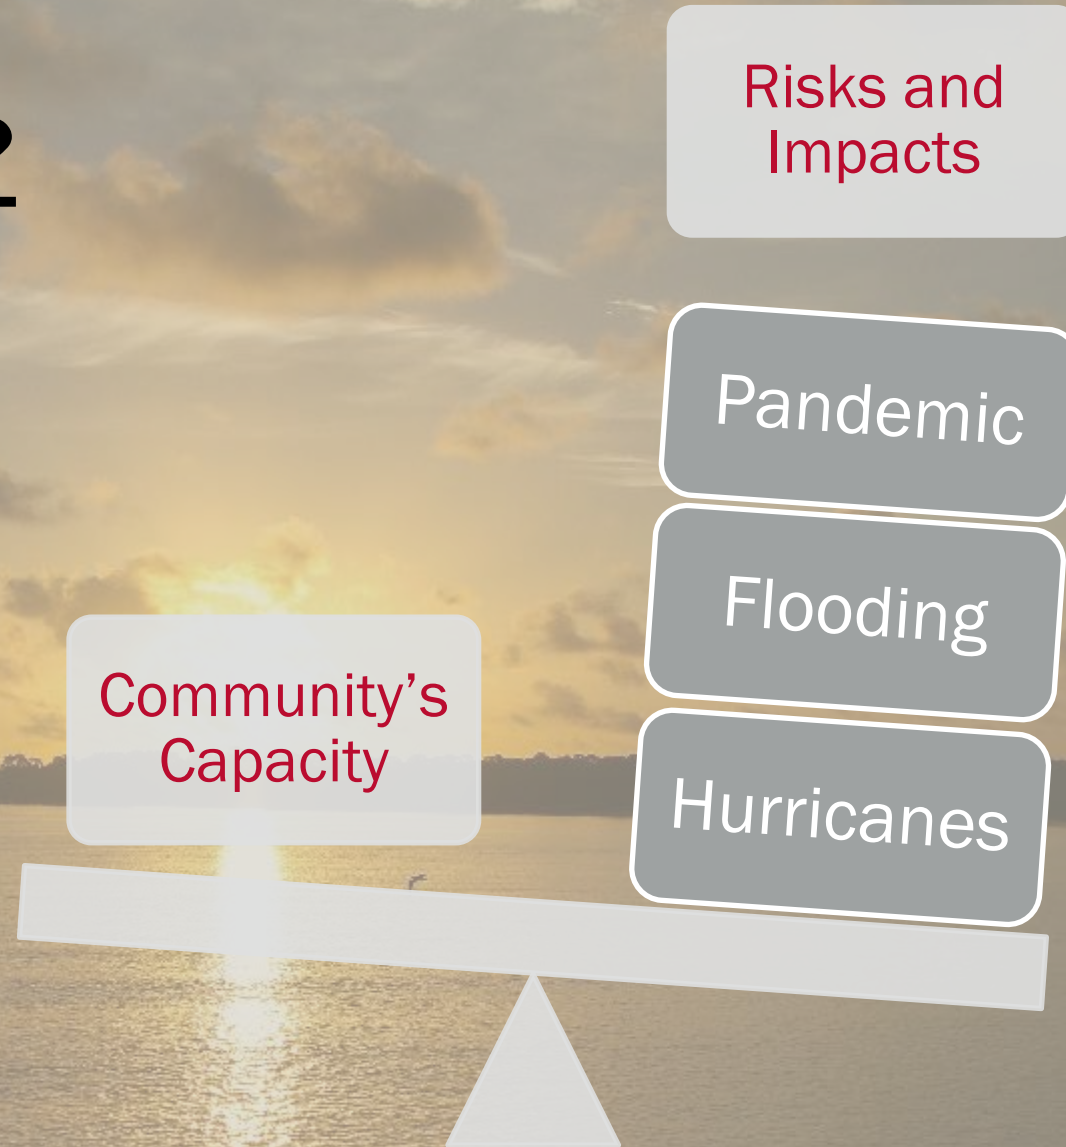 Risks and
Impacts
Pandemic
Flooding
Community’s
Capacity
Hurricanes